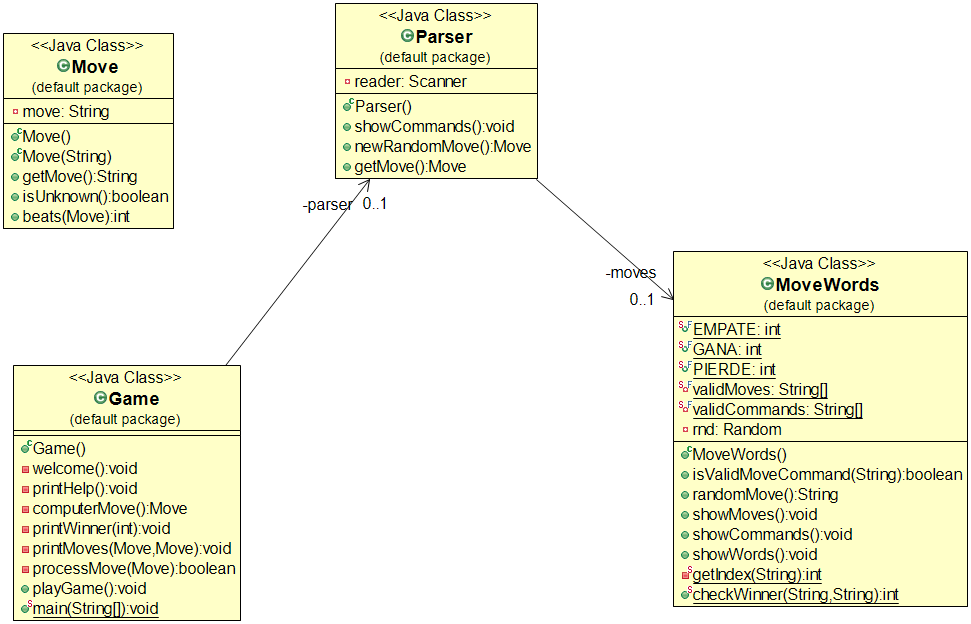 <<Java Class>>
Move
(default package)
move: String
Move()
Move(String)
getMove():String
isUnknown():boolean
beats(Move):int
<<Java Class>>
Parser
(default package)
reader: Scanner
Parser()
showCommands():void
newRandomMove():Move
getMove():Move
-parser 0..1
-moves
0..1
<<Java Class>>
Game
(default package)
Game()
welcome():void
printHelp():void
computerMove():Move
printWinner(int):void
printMoves(Move,Move):void
processMove(Move):boolean
playGame():void
main(String[]):void
<<Java Class>>
MoveWords
(default package)
EMPATE: int
GANA: int
PIERDE: int
validMoves: String[]
validCommands: String[]
rnd: Random
MoveWords()
isValidMoveCommand(String):boolean
randomMove():String
showMoves():void
showCommands():void
showWords():void
getIndex(String):int
checkWinner(String,String):int